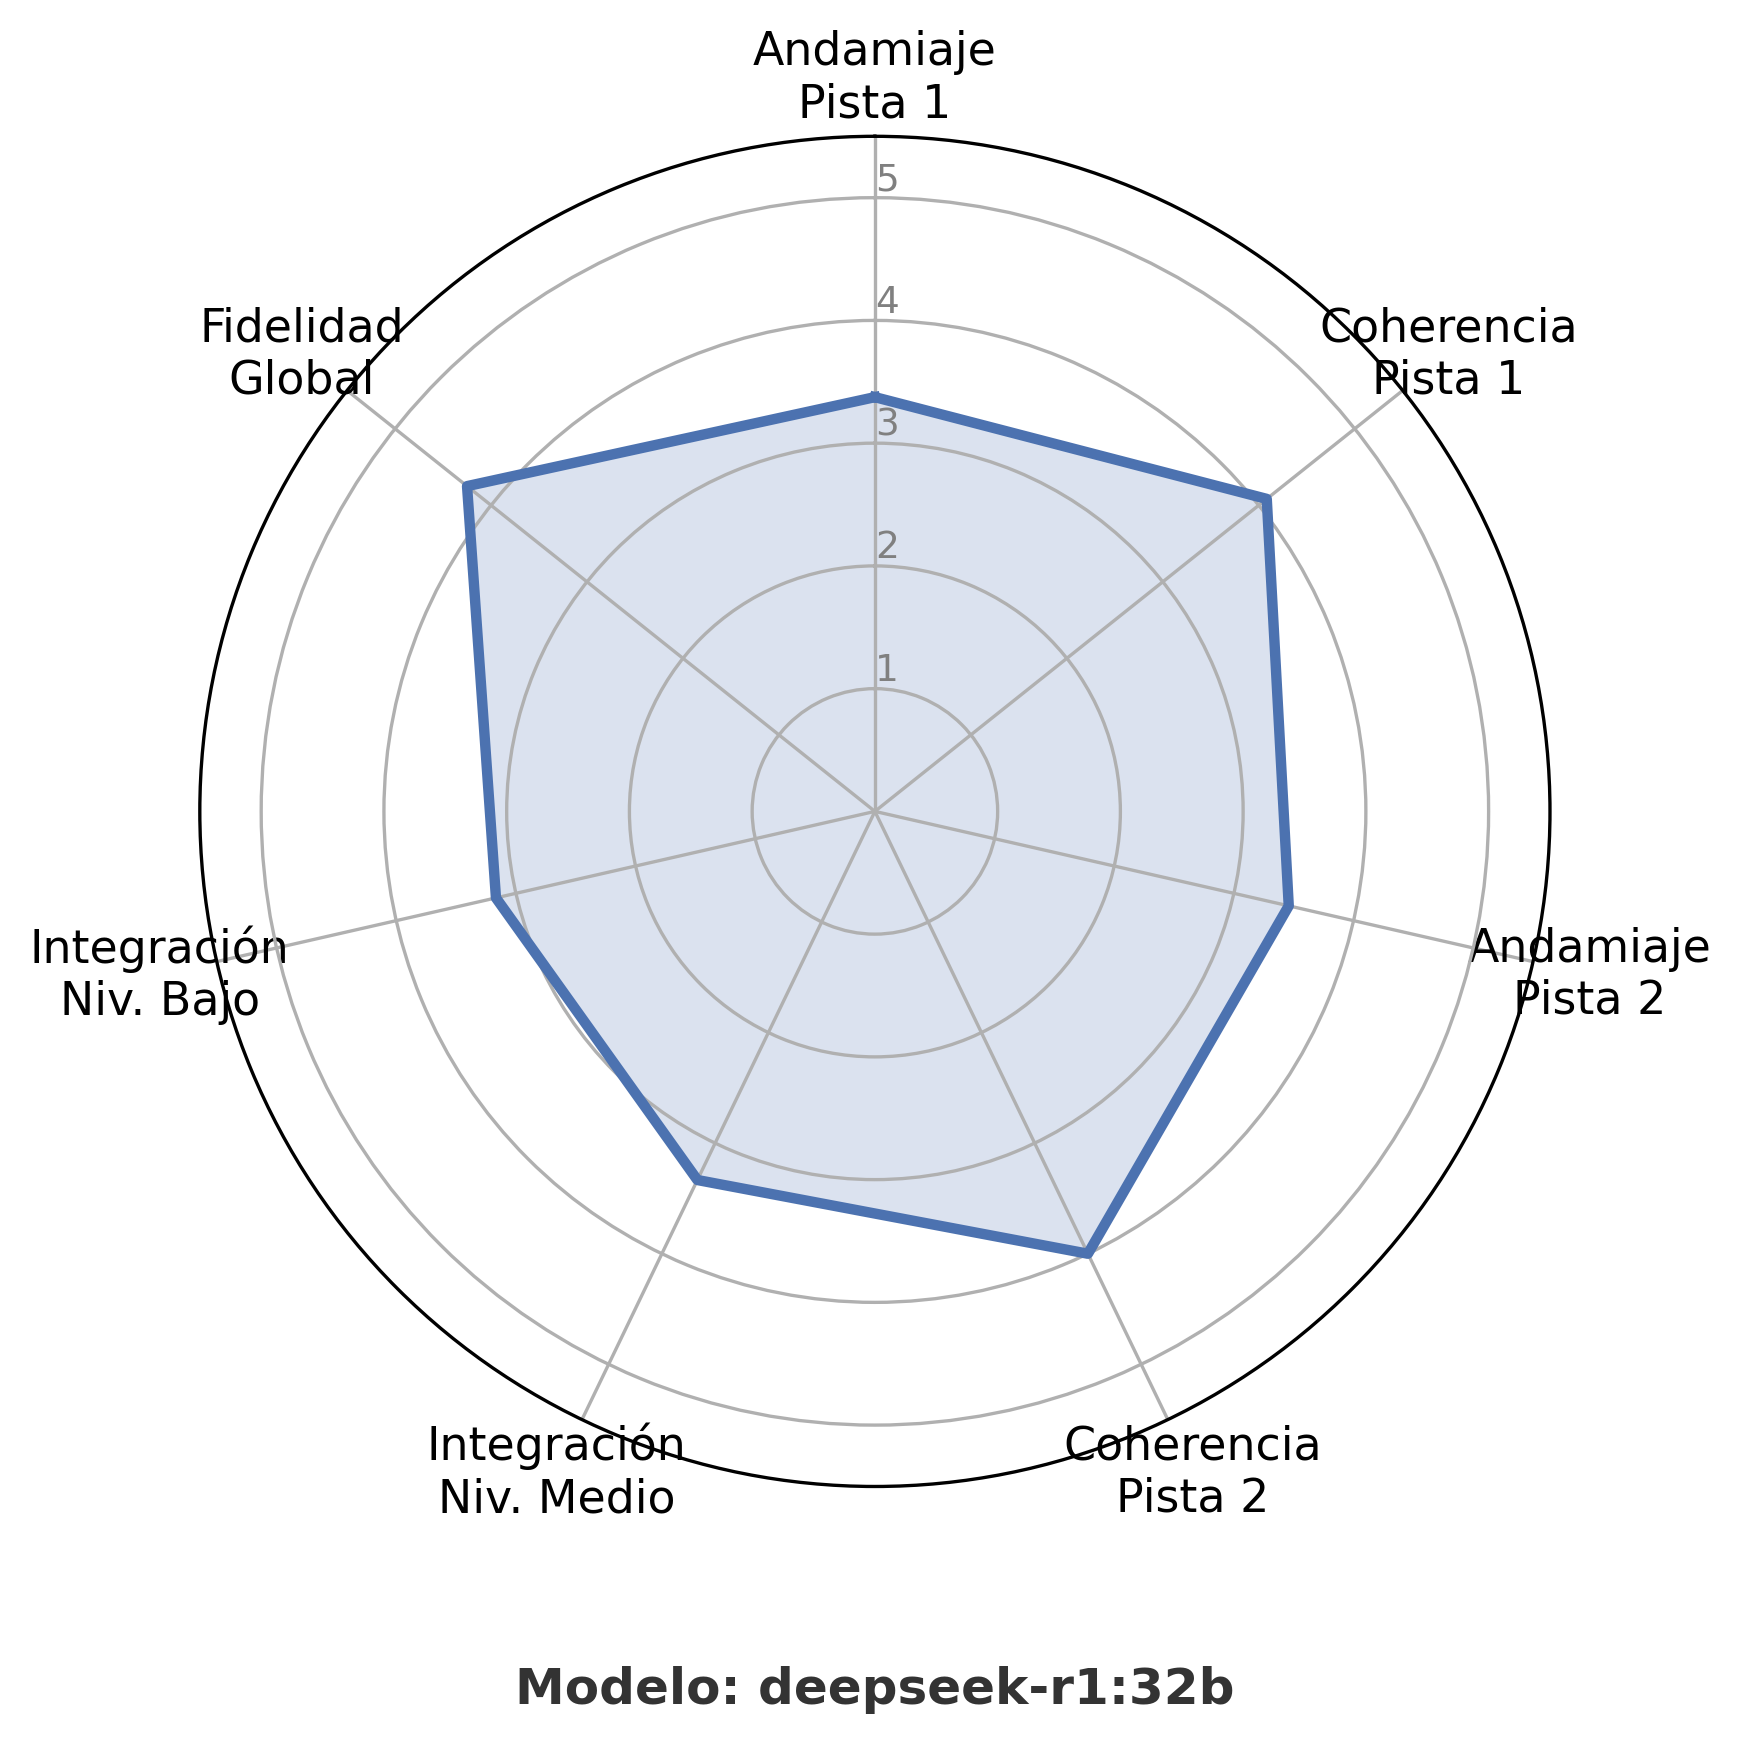 Andamiaje
Pista 1
5
4
3
2
1
Fidelidad
Global
Coherencia
Pista 1
Integración
Niv. Bajo
Andamiaje
Pista 2
Integración
Niv. Medio
Coherencia
Pista 2
Modelo: deepseek-r1:32b